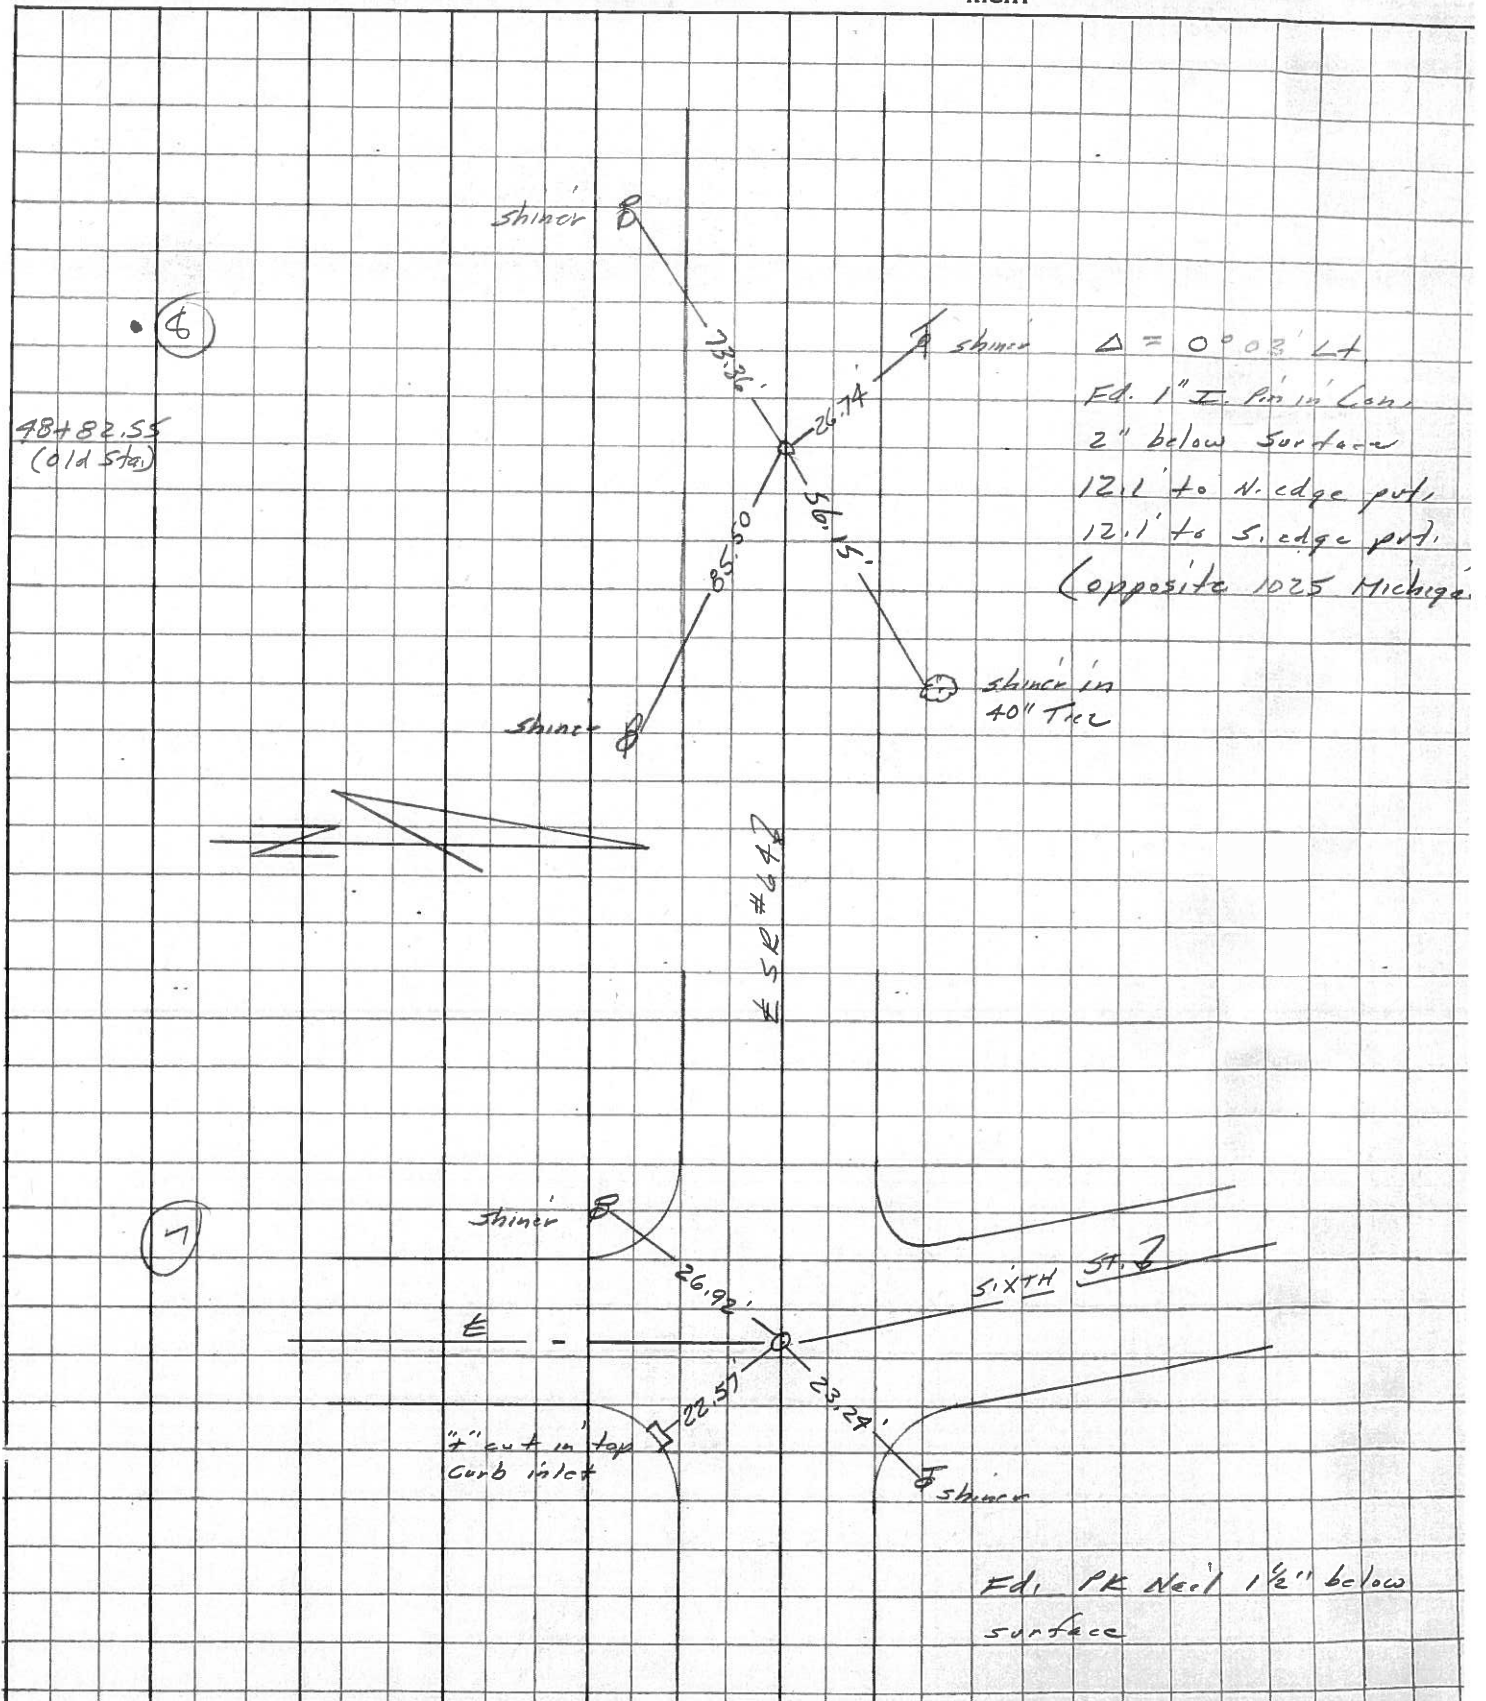 shiner
8
73.36'
shiner
26.74'
Δ = 0° 03' Lt.
Fd. 1" I. Pin in Con.
48+82.55
(old Sta.)
2" below surface
12.1' to N. edge pvt.
12.1' to S. edge pvt.
(opposite 1025 Michiga
56.15'
85.50
shiner in
40" Tree
shiner
N
℄ SR #647
7
shiner
26.92'
SIXTH ST.
℄
22.57'
23.24'
"+" cut in top
curb inlet
shiner
Fd. PK Nail 1½" below
surface